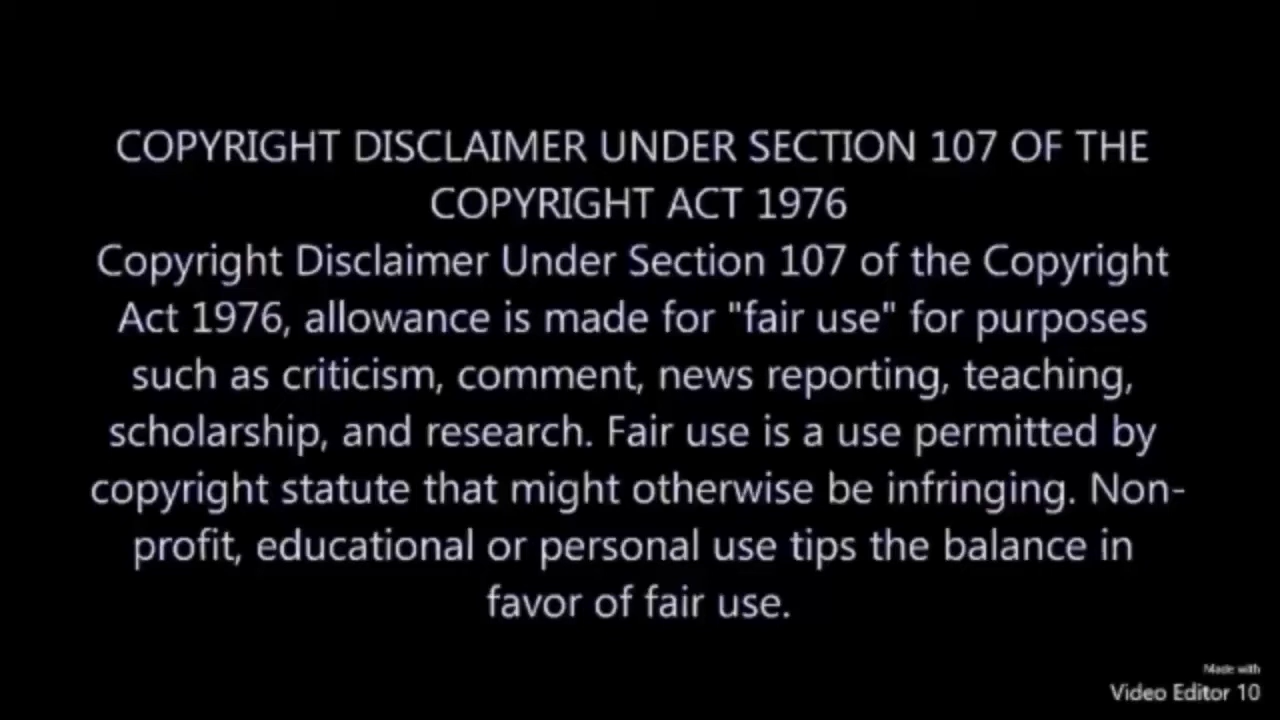 COPYRIGHT DISCLAIMER UNDER SECTION 107 OF THE
COPYRIGHT ACT 1976
Copyright Disclaimer Under Section 107 of the Copyright
Act 1976, allowance is made for "fair use" for purposes
such as criticism, comment, news reporting, teaching,
scholarship, and research. Fair use is a use permitted by
copyright statute that might otherwise be infringing. Non-
profit, educational or personal use tips the balance in
favor of fair use.
Made with
Video Editor 10